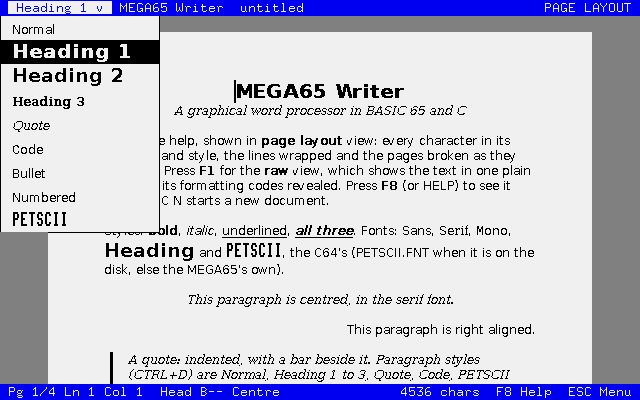 Heading 1 v MEGA65 Writer untitled PAGE LAYOUT
Normal
Heading 1
Heading 2
Heading 3
Quote
Code
Bullet
Numbered
PETSCII
MEGA65 Writer
A graphical word processor in BASIC 65 and C
e help, shown in page layout view: every character in its
and style, the lines wrapped and the pages broken as they
Press F1 for the raw view, which shows the text in one plain
its formatting codes revealed. Press F8 (or HELP) to see it
C N starts a new document.
Styles: bold, italic, underlined, all three. Fonts: Sans, Serif, Mono,
Heading and PETSCII, the C64's (PETSCII.FNT when it is on the
disk, else the MEGA65's own).
This paragraph is centred, in the serif font.
This paragraph is right aligned.
A quote: indented, with a bar beside it. Paragraph styles
(CTRL+D) are Normal, Heading 1 to 3, Quote, Code, PETSCII
Pg 1/4 Ln 1 Col 1 Head B-- Centre 4536 chars F8 Help ESC Menu